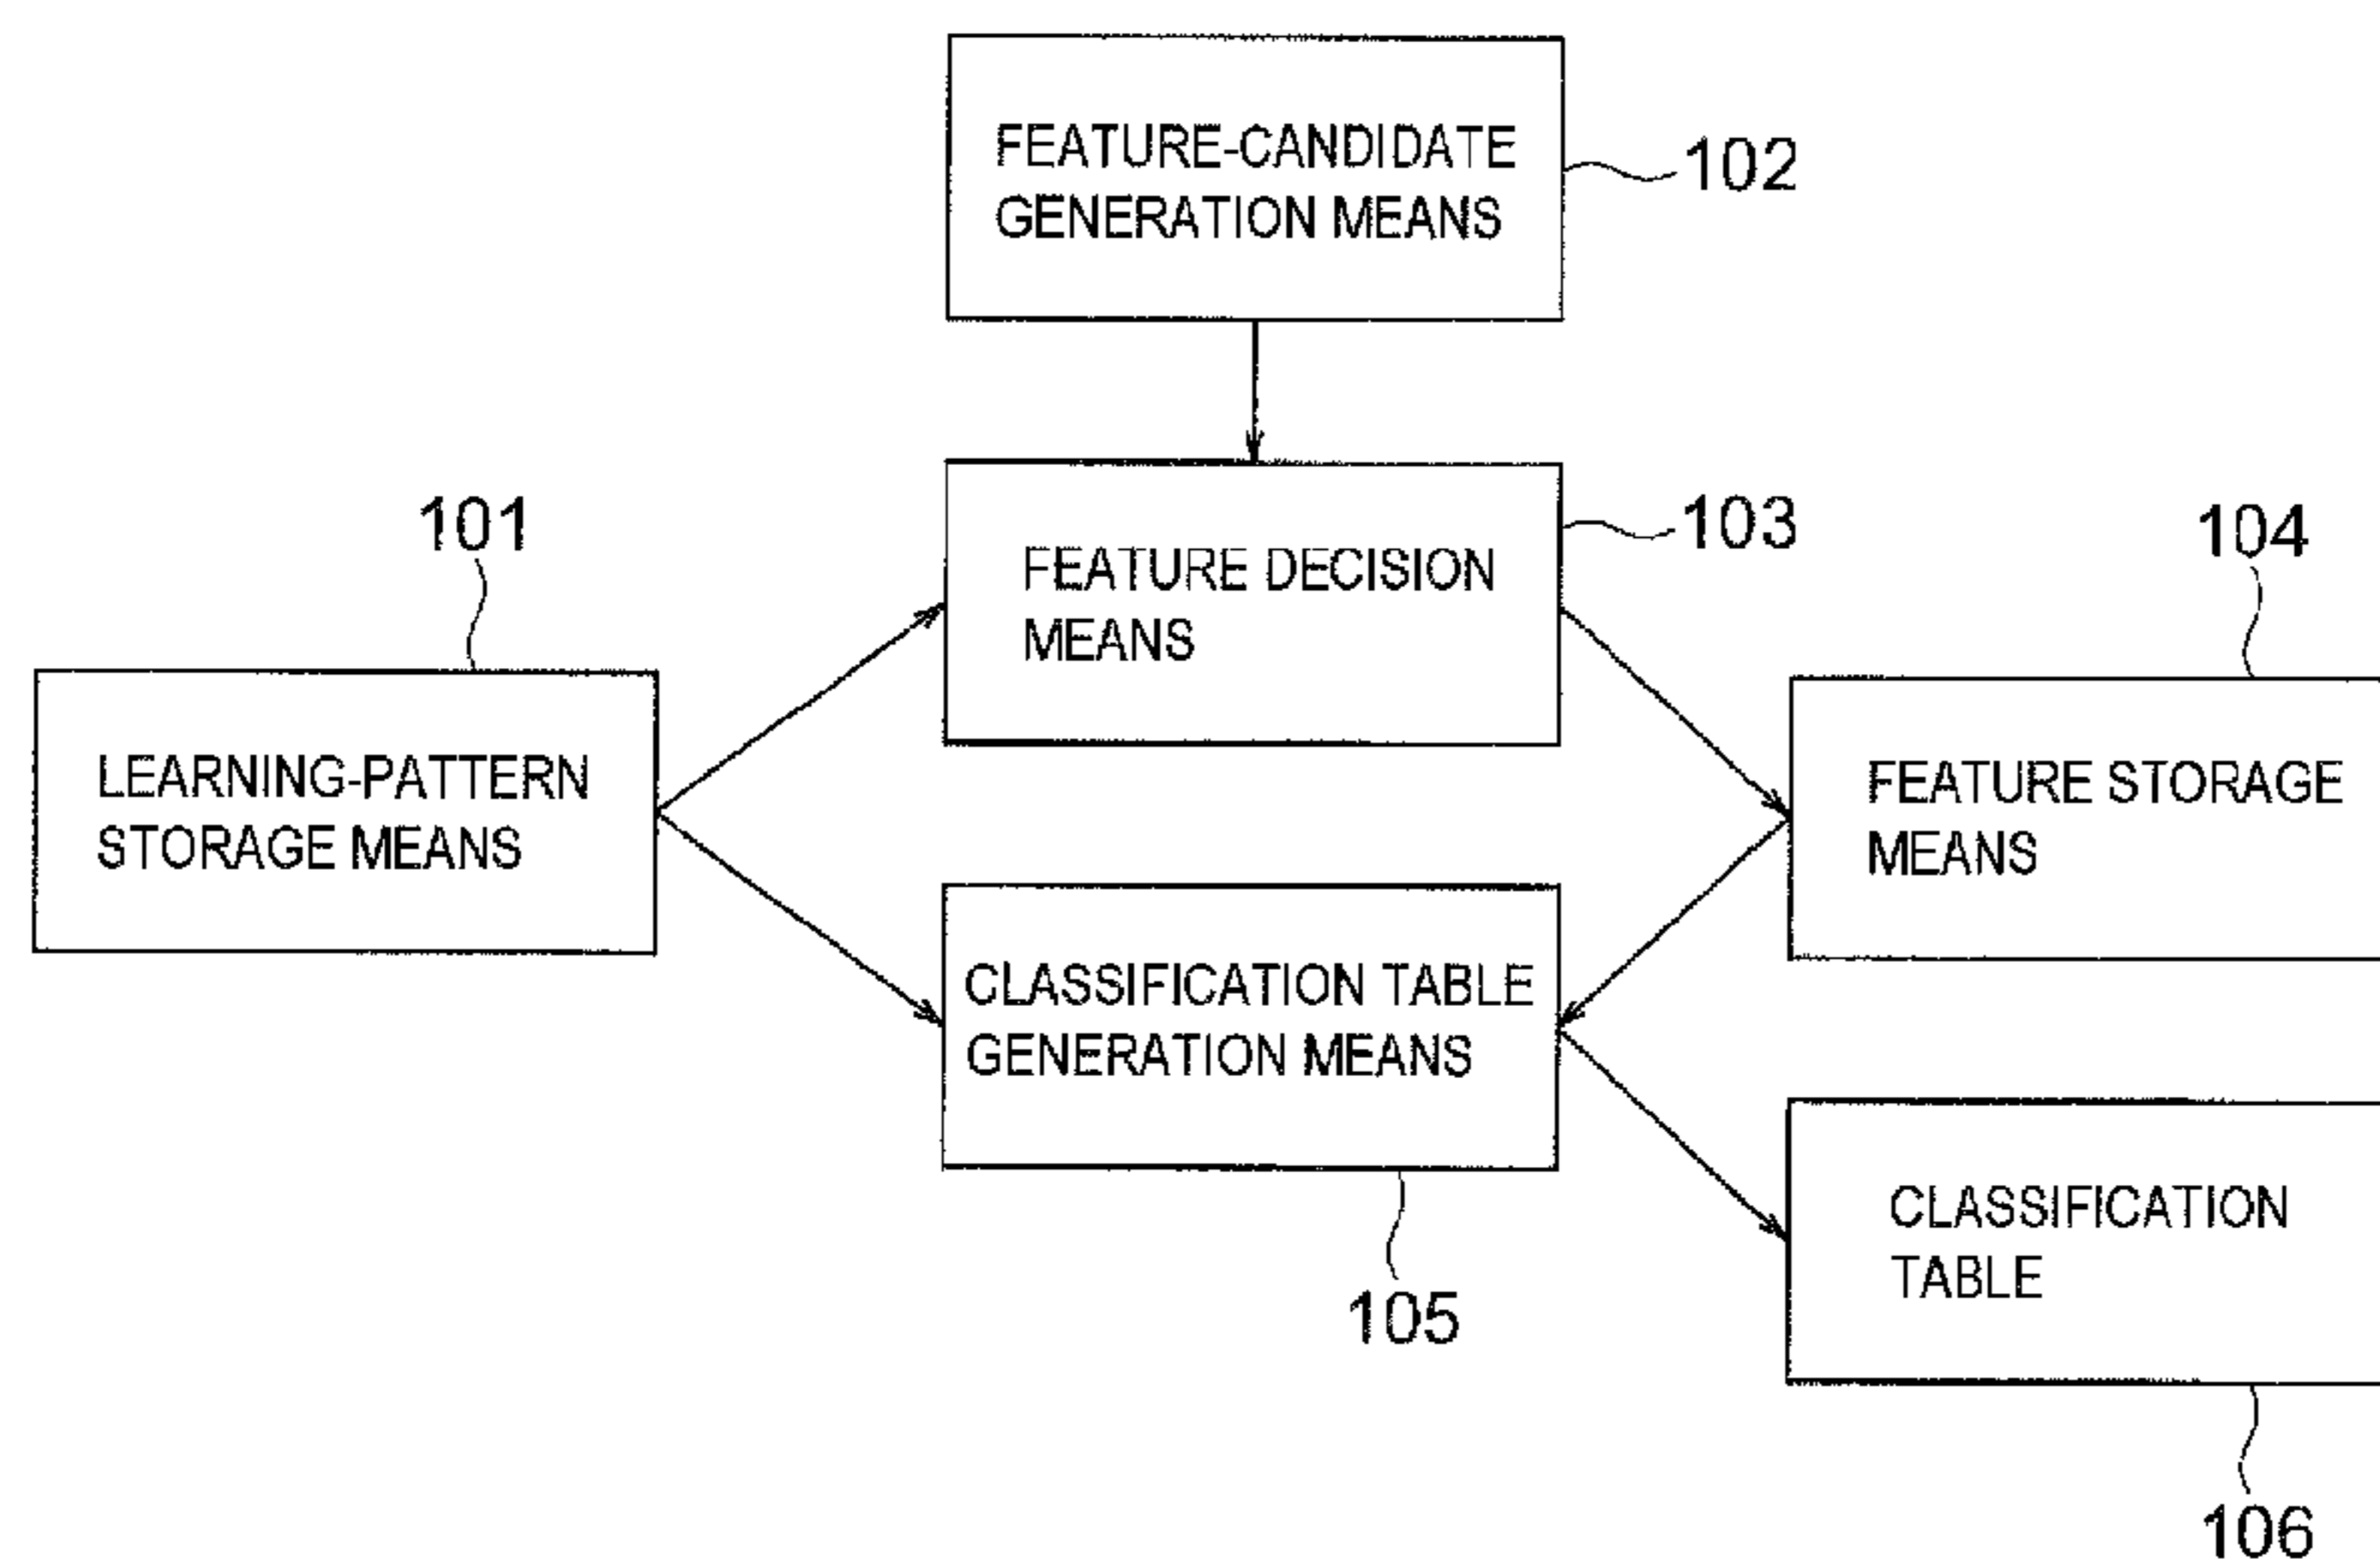 FEATURE-CANDIDATE
GENERATION MEANS
102
101
FEATURE DECISION
MEANS
103
104
LEARNING-PATTERN
STORAGE MEANS
FEATURE STORAGE
MEANS
CLASSIFICATION TABLE
GENERATION MEANS
105
CLASSIFICATION
TABLE
106